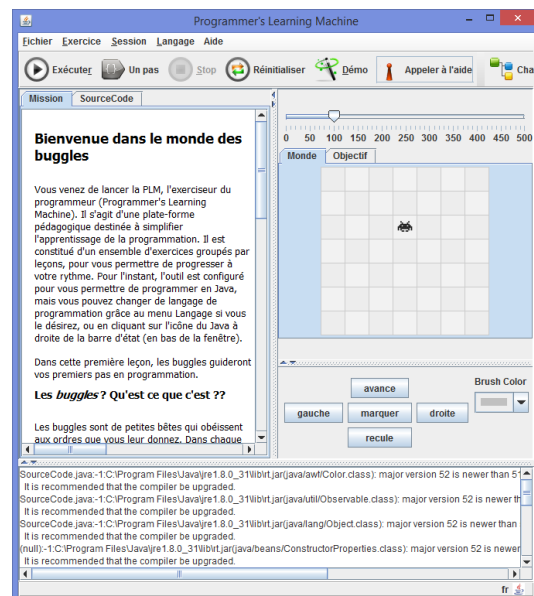 Programmer's Learning Machine
Fichier Exercice Session Langage Aide
Exécuter Un pas Stop Réinitialiser Démo Appeler à l'aide Cha
Mission SourceCode
Bienvenue dans le monde des
buggles
Vous venez de lancer la PLM, l'exerciseur du
programmeur (Programmer's Learning
Machine). Il s'agit d'une plate-forme
pédagogique destinée à simplifier
l'apprentissage de la programmation. Il est
constitué d'un ensemble d'exercices groupés par
leçons, pour vous permettre de progresser à
votre rythme. Pour l'instant, l'outil est configuré
pour vous permettre de programmer en Java,
mais vous pouvez changer de langage de
programmation grâce au menu Langage si vous
le désirez, ou en cliquant sur l'icône du Java à
droite de la barre d'état (en bas de la fenêtre).
Dans cette première leçon, les buggles guideront
vos premiers pas en programmation.
Les buggles ? Qu'est ce que c'est ??
Les buggles sont de petites bêtes qui obéissent
aux ordres que vous leur donnez. Dans chaque
0 50 100 150 200 250 300 350 400 450 500
Monde Objectif
avance
Brush Color
gauche marquer droite
recule
SourceCode.java:-1:C:\Program Files\Java\jre1.8.0_31\lib\rt.jar(java/awt/Color.class): major version 52 is newer than 5
It is recommended that the compiler be upgraded.
SourceCode.java:-1:C:\Program Files\Java\jre1.8.0_31\lib\rt.jar(java/util/Observable.class): major version 52 is newer th
It is recommended that the compiler be upgraded.
SourceCode.java:-1:C:\Program Files\Java\jre1.8.0_31\lib\rt.jar(java/lang/Object.class): major version 52 is newer than
It is recommended that the compiler be upgraded.
(null):-1:C:\Program Files\Java\jre1.8.0_31\lib\rt.jar(java/beans/ConstructorProperties.class): major version 52 is newer
It is recommended that the compiler be upgraded.
fr